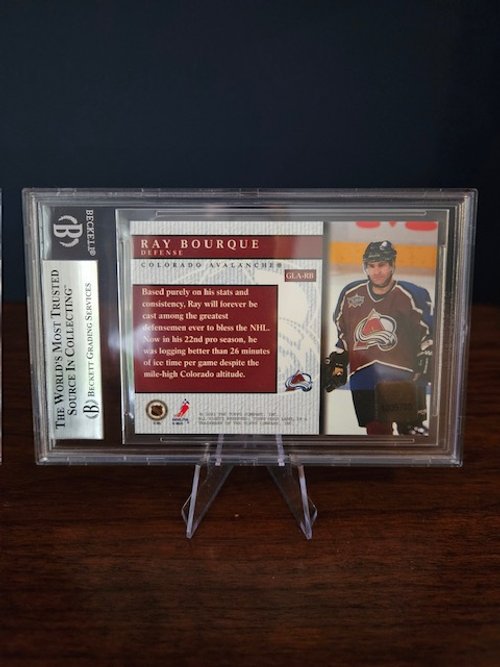 BECKETT
THE WORLD'S MOST TRUSTED
SOURCE IN COLLECTING™
BECKETT GRADING SERVICES
RAY BOURQUE
DEFENSE
COLORADO AVALANCHE®
GLA-RB
Based purely on his stats and
consistency, Ray will forever be
cast among the greatest
defensemen ever to bless the NHL.
Now in his 22nd pro season, he
was logging better than 26 minutes
of ice time per game despite the
mile-high Colorado altitude.